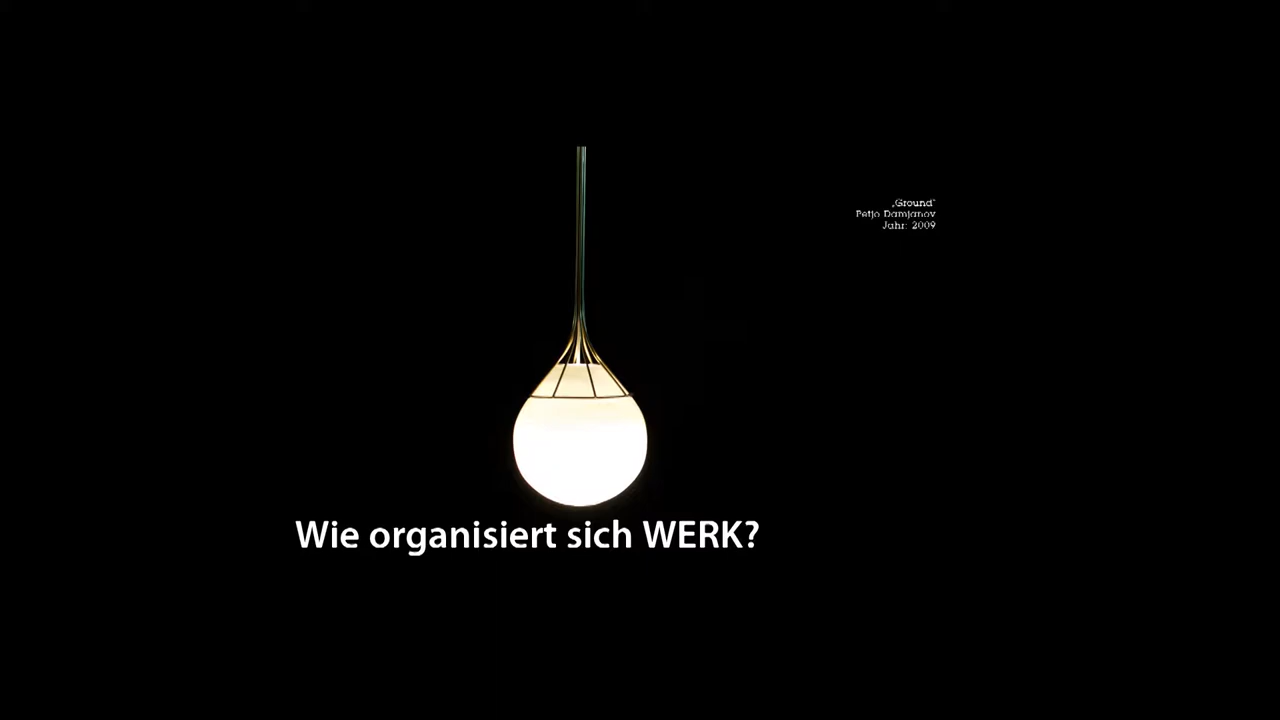 „Ground“
Petjo Damjanov
Jahr: 2009
Wie organisiert sich WERK?